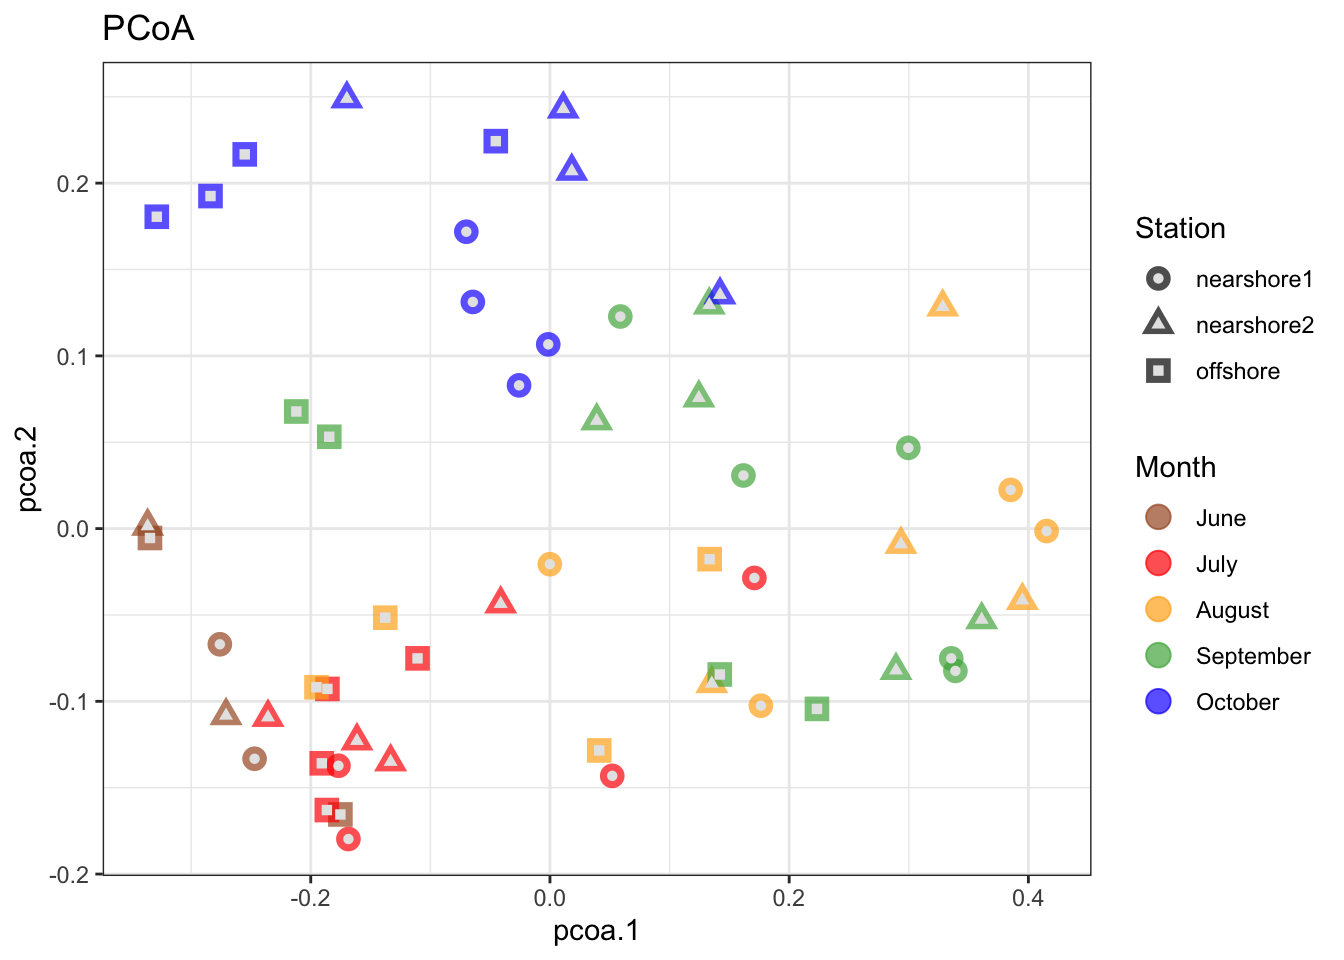 PCoA
pcoa.2
0.2
0.1
0.0
-0.1
-0.2
-0.2
0.0
0.2
0.4
pcoa.1
Station
nearshore1
nearshore2
offshore
Month
June
July
August
September
October